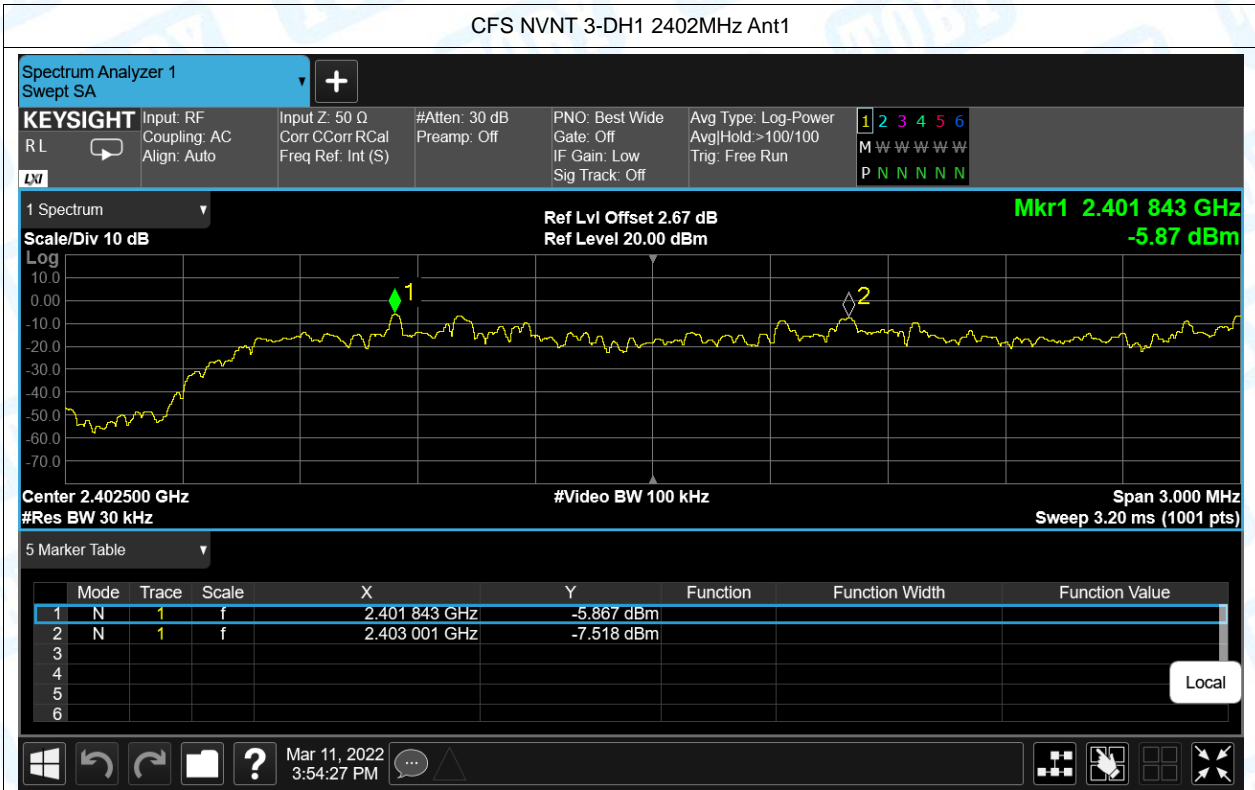 CFS NVNT 3-DH1 2402MHz Ant1
Spectrum Analyzer 1
Swept SA
KEYSIGHT
RL
LXI
Input: RF
Coupling: AC
Align: Auto
Input Z: 50 Ω
Corr CCorr RCal
Freq Ref: Int (S)
#Atten: 30 dB
Preamp: Off
PNO: Best Wide
Gate: Off
IF Gain: Low
Sig Track: Off
Avg Type: Log-Power
Avg|Hold:>100/100
Trig: Free Run
1 2 3 4 5 6
M W W W W W
P N N N N N
1 Spectrum
Scale/Div 10 dB
Ref Lvl Offset 2.67 dB
Ref Level 20.00 dBm
Mkr1 2.401 843 GHz
-5.87 dBm
Log
10.0
0.00
-10.0
-20.0
-30.0
-40.0
-50.0
-60.0
-70.0
1
2
Center 2.402500 GHz
#Video BW 100 kHz
Span 3.000 MHz
#Res BW 30 kHz
Sweep 3.20 ms (1001 pts)
5 Marker Table
Mode Trace Scale X Y Function Function Width Function Value
1 N 1 f 2.401 843 GHz -5.867 dBm
2 N 1 f 2.403 001 GHz -7.518 dBm
3
4
5
6
Local
?
Mar 11, 2022
3:54:27 PM